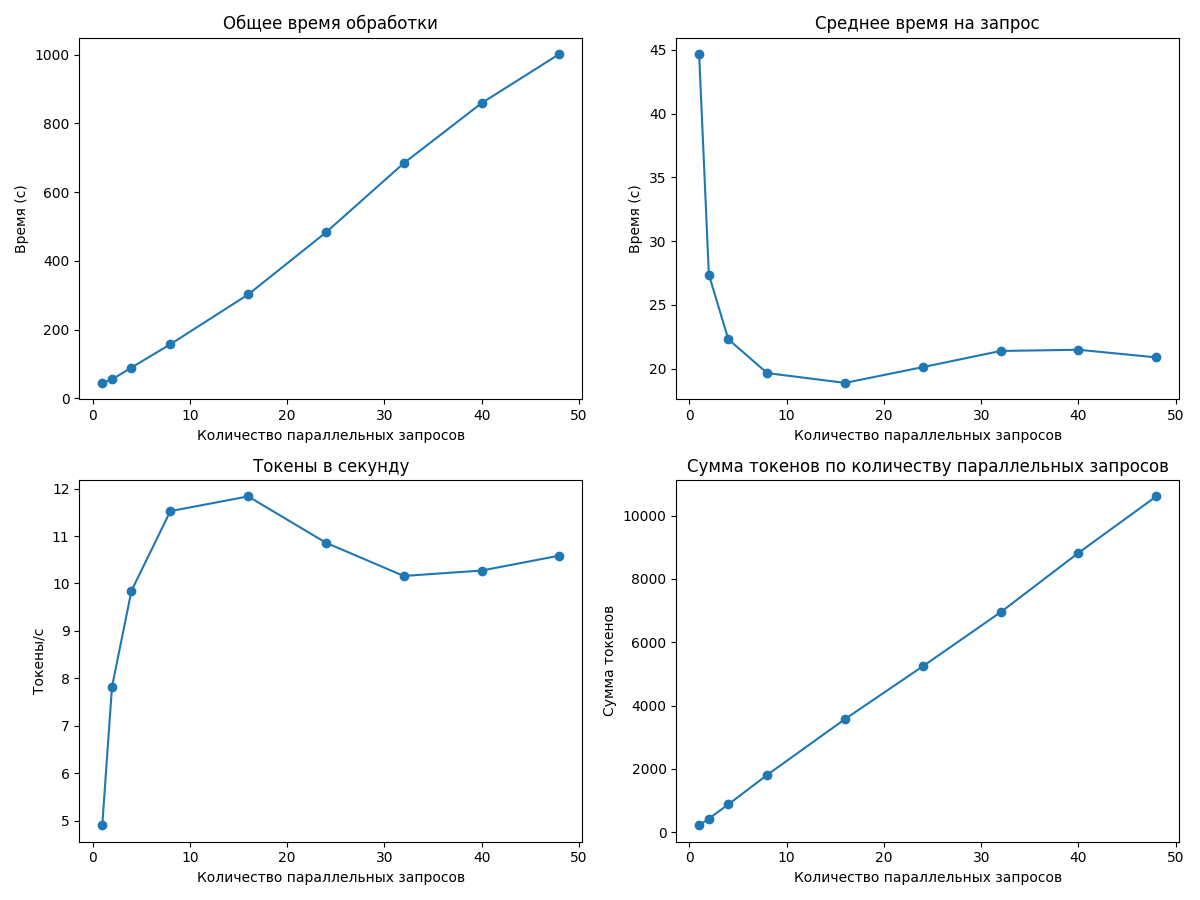 Общее время обработки
Время (с)
1000
800
600
400
200
0
0 10 20 30 40 50
Количество параллельных запросов
Среднее время на запрос
Время (с)
45
40
35
30
25
20
0 10 20 30 40 50
Количество параллельных запросов
Токены в секунду
Токены/с
12
11
10
9
8
7
6
5
0 10 20 30 40 50
Количество параллельных запросов
Сумма токенов по количеству параллельных запросов
Сумма токенов
10000
8000
6000
4000
2000
0
0 10 20 30 40 50
Количество параллельных запросов